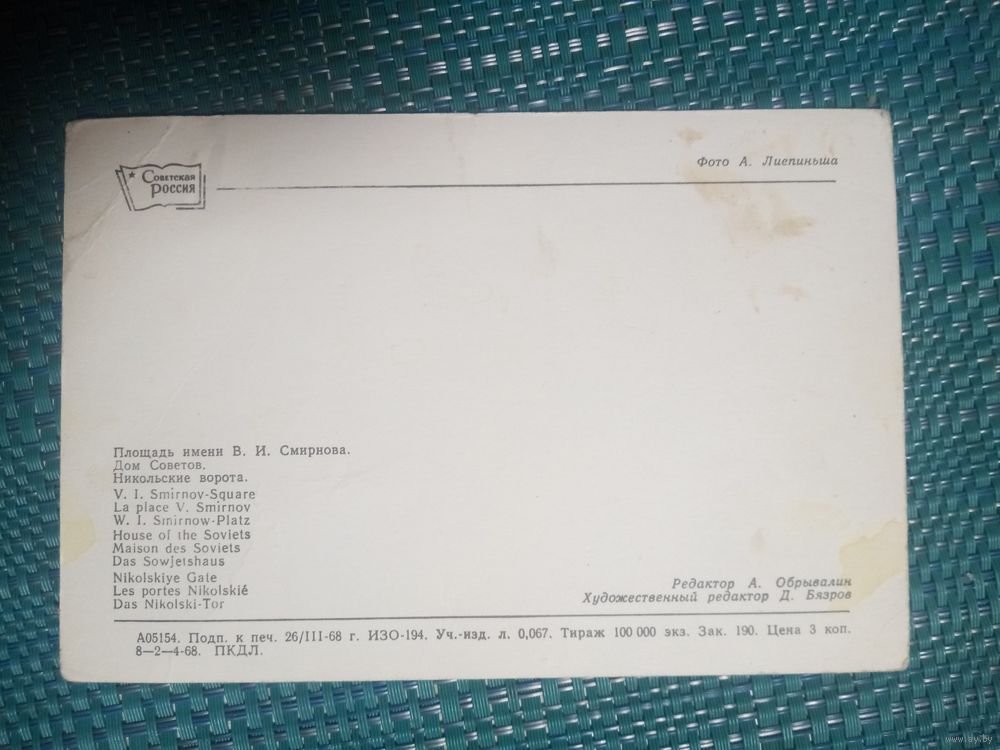 Советская
Россия
Фото А. Лиепиньша
Площадь имени В. И. Смирнова.
Дом Советов.
Никольские ворота.
V. I. Smirnov-Square
La place V. Smirnov
W. I. Smirnow-Platz
House of the Soviets
Maison des Soviets
Das Sowjetshaus
Nikolskiye Gate
Les portes Nikolskié
Das Nikolski-Tor
Редактор А. Обрывалин
Художественный редактор Д. Бязров
А05154. Подп. к печ. 26/III-68 г. ИЗО-194. Уч.-изд. л. 0,067. Тираж 100 000 экз. Зак. 190. Цена 3 коп.
8—2—4-68. ПКДЛ.
www.ay.by